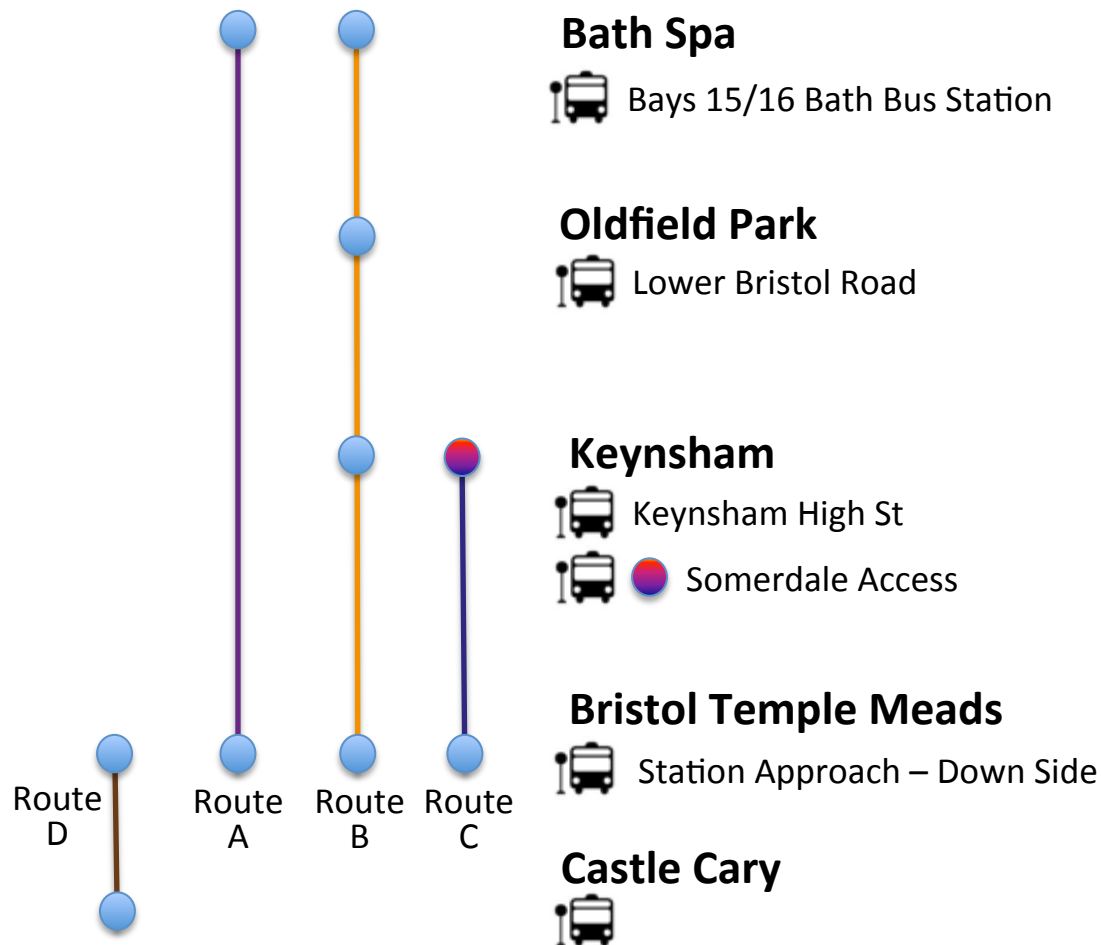 Bath Spa
Bays 15/16 Bath Bus Station
Oldfield Park
Lower Bristol Road
Keynsham
Keynsham High St
Somerdale Access
Bristol Temple Meads
Station Approach – Down Side
Route
D
Route
A
Route
B
Route
C
Castle Cary